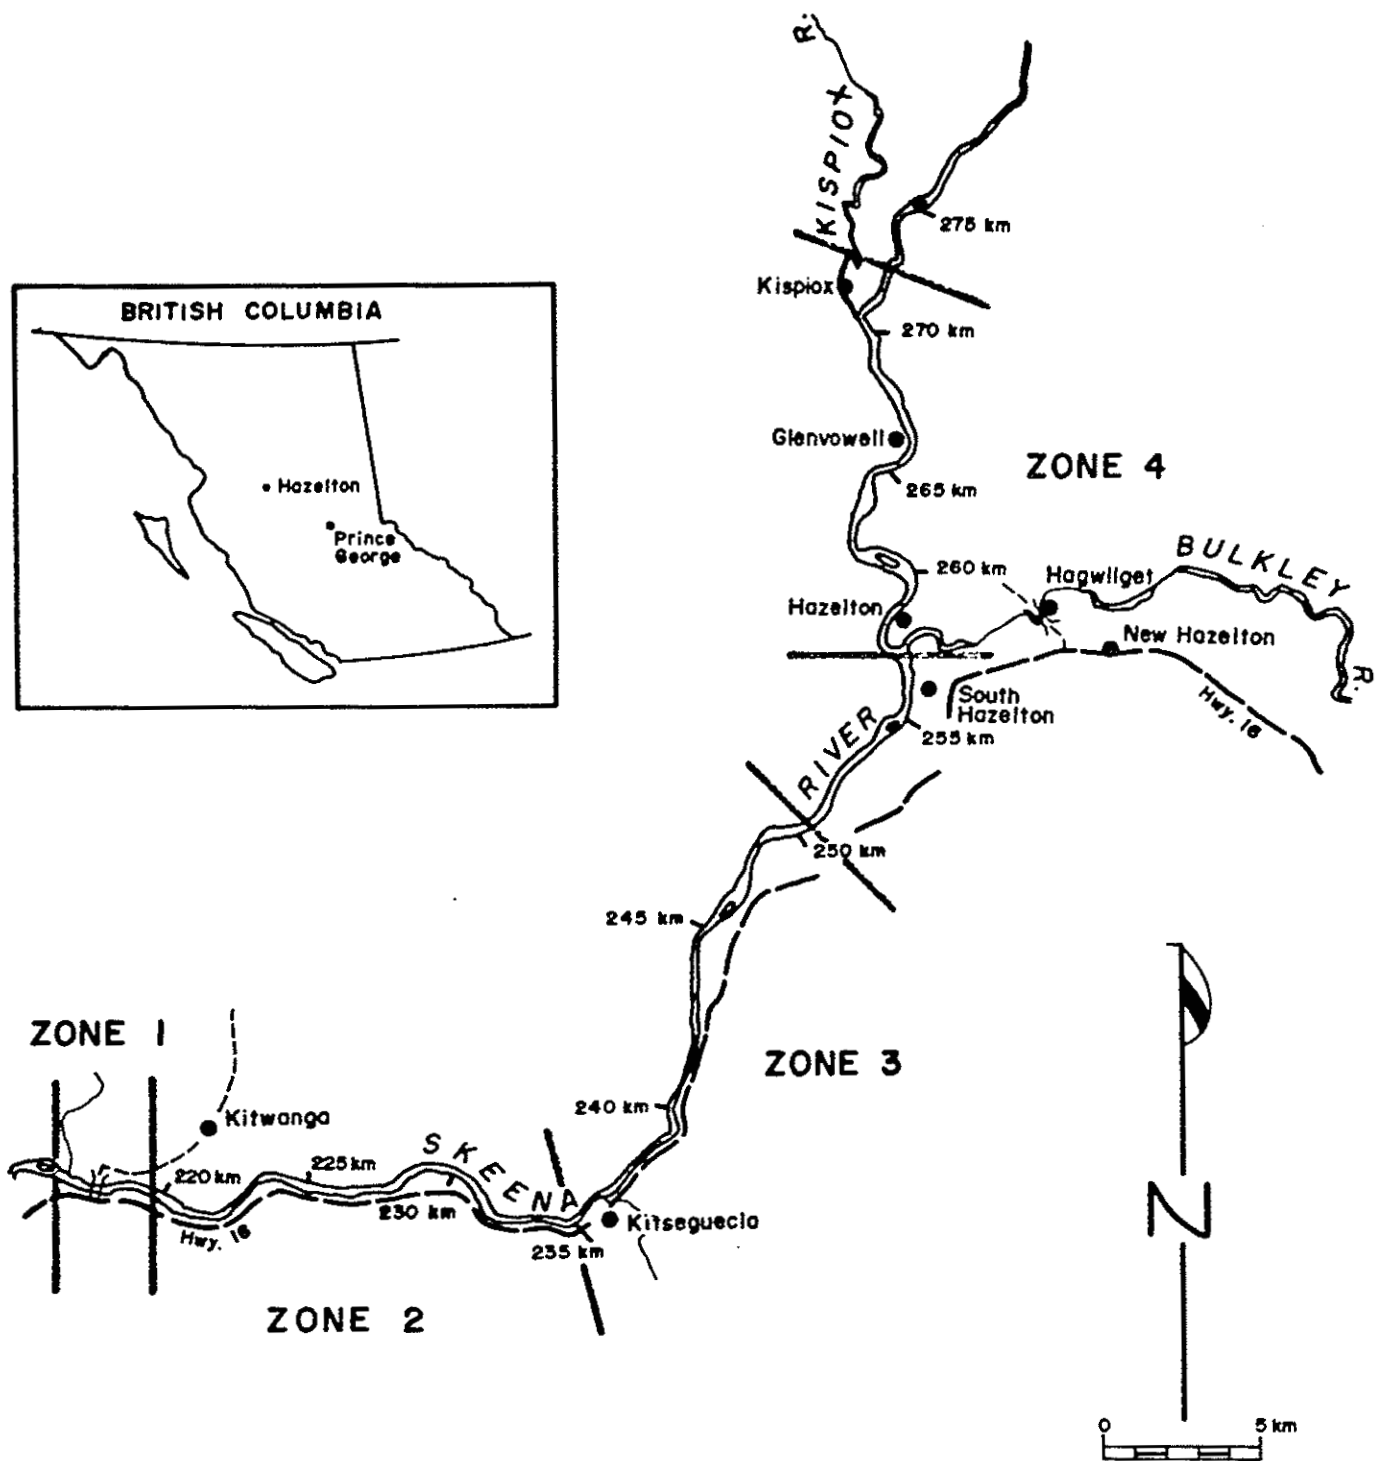 KISPIOX
R.
275 km
Kispiox
270 km
BRITISH COLUMBIA
Hazelton
Prince
George
Glenvowell
ZONE 4
265 km
260 km
Hagwilget
BULKLEY
R.
Hazelton
New Hazelton
South
Hazelton
Hwy. 16
255 km
RIVER
250 km
245 km
ZONE 1
ZONE 3
240 km
Kitwanga
SKEENA
220 km
225 km
230 km
Kitseguecla
Hwy. 16
235 km
ZONE 2
N
0
5 km